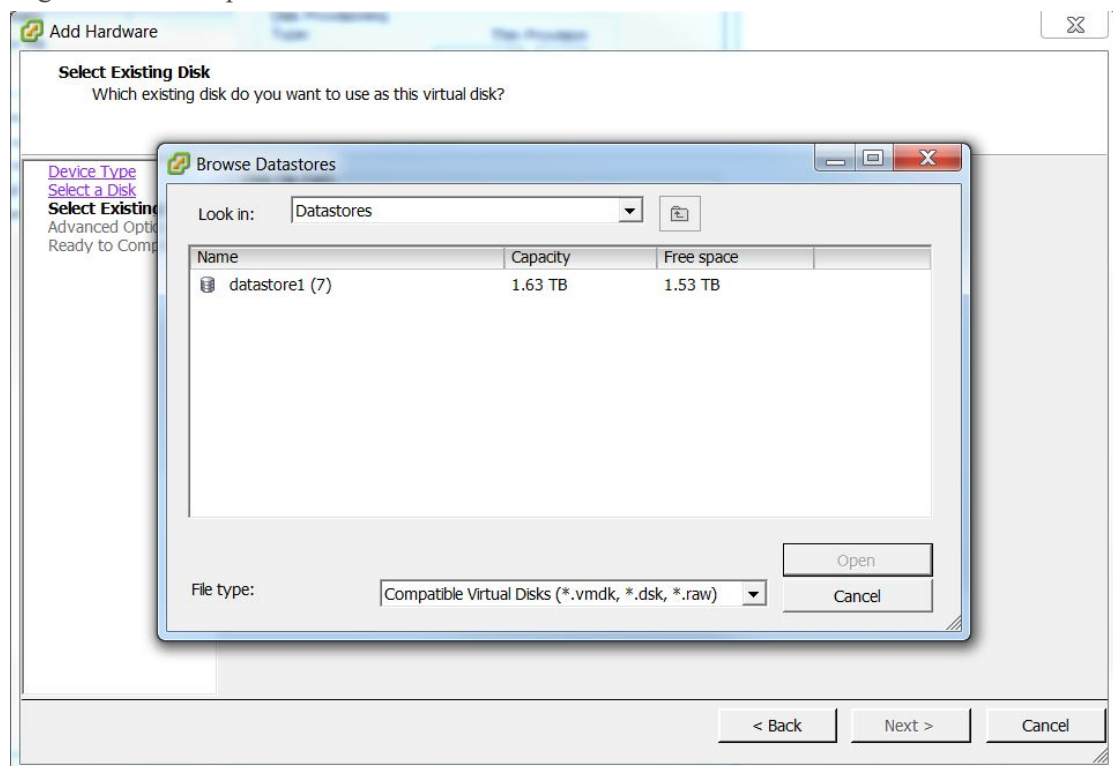 Add Hardware
Select Existing Disk
Which existing disk do you want to use as this virtual disk?
Device Type
Select a Disk
Select Existing
Advanced
Ready to
Browse Datastores
Look in: Datastores
Name Capacity Free space
datastore1 (7) 1.63 TB 1.53 TB
File type: Compatible Virtual Disks (*.vmdk, *.dsk, *.raw)
Open
Cancel
< Back Next > Cancel